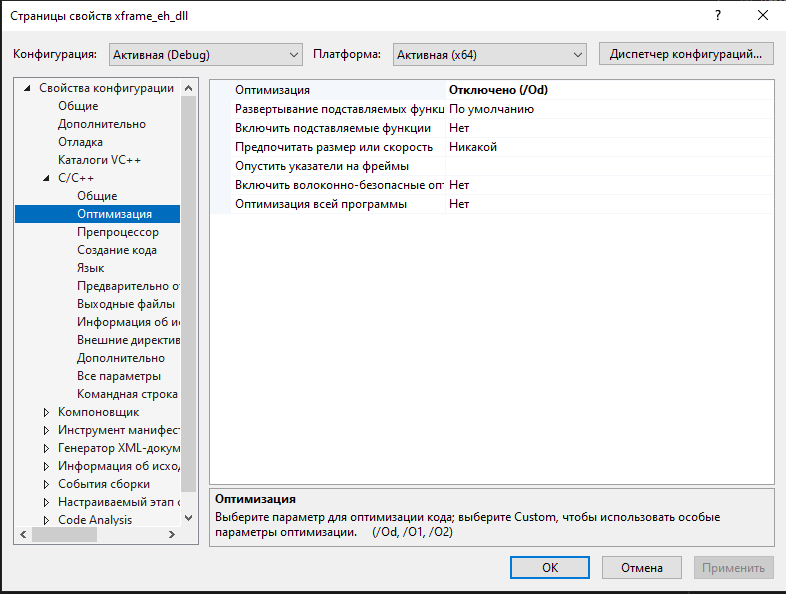 Страницы свойств xframe_eh_dll
?
Конфигурация: Активная (Debug) Платформа: Активная (x64) Диспетчер конфигураций...
Свойства конфигурации
Общие
Дополнительно
Отладка
Каталоги VC++
C/C++
Общие
Оптимизация
Препроцессор
Создание кода
Язык
Предварительно о
Выходные файлы
Информация об ис
Внешние директив
Дополнительно
Все параметры
Командная строка
Компоновщик
Инструмент манифест
Генератор XML-докум
Информация об исход
События сборки
Настраиваемый этап с
Code Analysis
Оптимизация Отключено (/Od)
Развертывание подставляемых функц По умолчанию
Включить подставляемые функции Нет
Предпочитать размер или скорость Никакой
Опустить указатели на фреймы
Включить волоконно-безопасные опт Нет
Оптимизация всей программы Нет
Оптимизация
Выберите параметр для оптимизации кода; выберите Custom, чтобы использовать особые
параметры оптимизации. (/Od, /O1, /O2)
ОК Отмена Применить